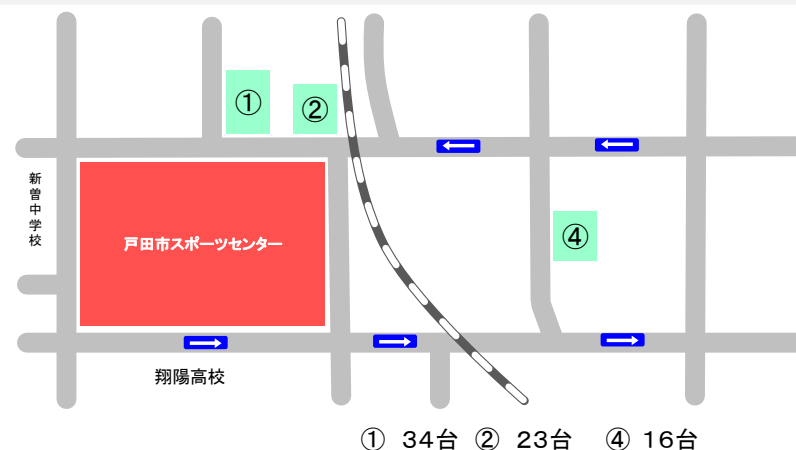 ①
②
新曽中学校
戸田市スポーツセンター
④
翔陽高校
① 34台 ② 23台 ④ 16台